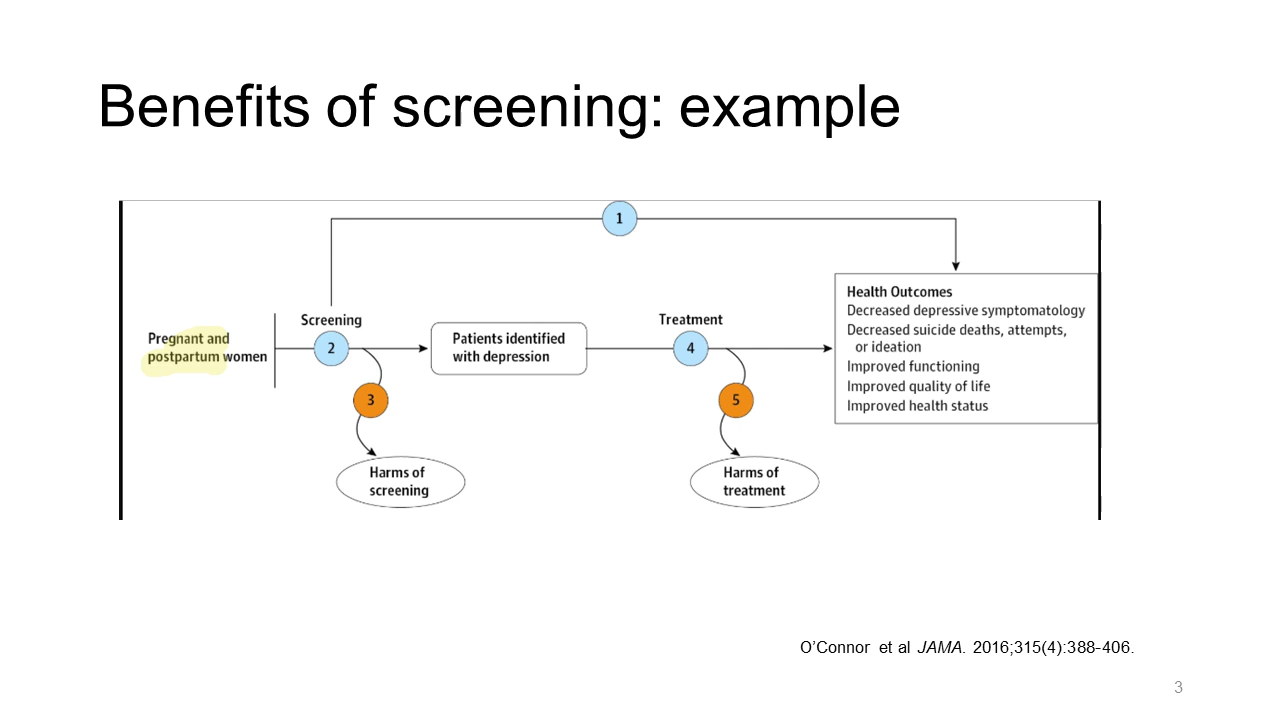 Benefits of screening: example
1
Screening
Pregnant and
postpartum women
2
Patients identified
with depression
Treatment
4
Health Outcomes
Decreased depressive symptomatology
Decreased suicide deaths, attempts,
or ideation
Improved functioning
Improved quality of life
Improved health status
3
5
Harms of
screening
Harms of
treatment
O’Connor et al JAMA. 2016;315(4):388-406.
3